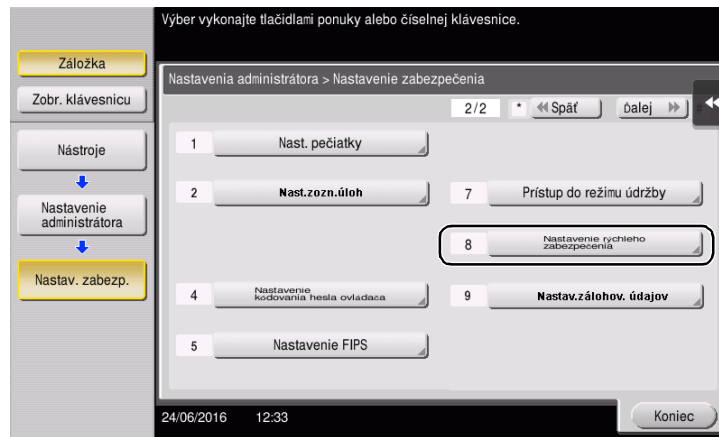 Výber vykonajte tlačidlami ponuky alebo číselnej klávesnice.
Záložka
Zobr. klávesnicu
Nástroje
Nastavenie
administrátora
Nastav. zabezp.
Nastavenia administrátora > Nastavenie zabezpečenia
2/2 * Späť Ďalej
1 Nast. pečiatky
2 Nast.zozn.úloh
7 Prístup do režimu údržby
8 Nastavenie rýchleho
zabezpečenia
4 Nastavenie
kódovania hesla ovládača
9 Nastav.zálohov. údajov
5 Nastavenie FIPS
24/06/2016 12:33
Koniec